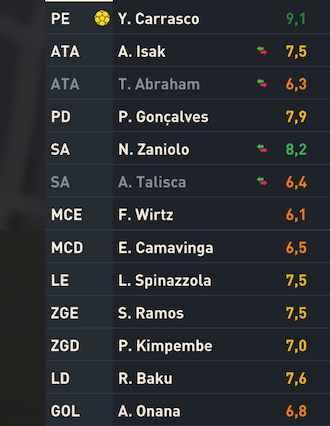 PE Y. Carrasco 9,1
ATA A. Isak 7,5
ATA T. Abraham 6,3
PD P. Gonçalves 7,9
SA N. Zaniolo 8,2
SA A. Talisca 6,4
MCE F. Wirtz 6,1
MCD E. Camavinga 6,5
LE L. Spinazzola 7,5
ZGE S. Ramos 7,5
ZGD P. Kimpembe 7,0
LD R. Baku 7,6
GOL A. Onana 6,8